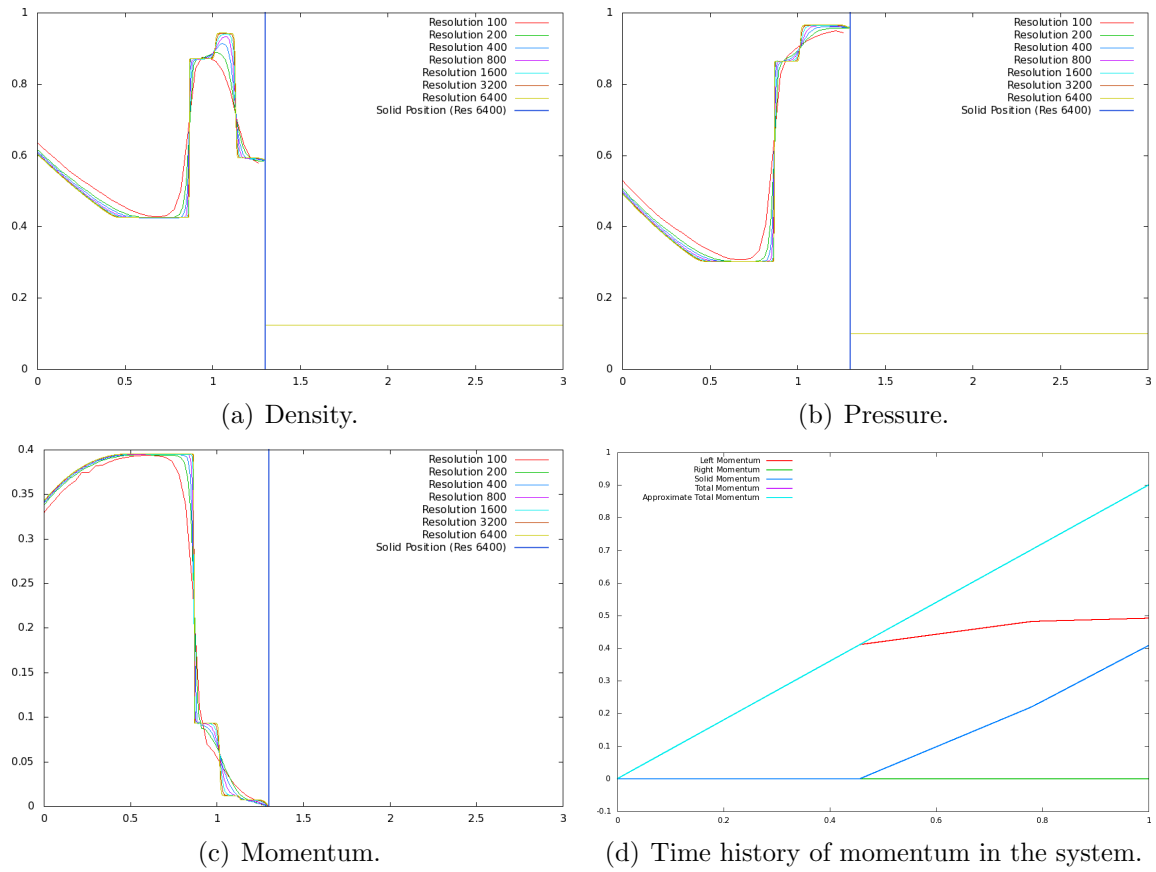 1
0.8
0.6
0.4
0.2
0
0
0.5
1
1.5
2
2.5
3
Resolution 100
Resolution 200
Resolution 400
Resolution 800
Resolution 1600
Resolution 3200
Resolution 6400
Solid Position (Res 6400)
(a) Density.
1
0.8
0.6
0.4
0.2
0
0
0.5
1
1.5
2
2.5
3
Resolution 100
Resolution 200
Resolution 400
Resolution 800
Resolution 1600
Resolution 3200
Resolution 6400
Solid Position (Res 6400)
(b) Pressure.
0.4
0.35
0.3
0.25
0.2
0.15
0.1
0.05
0
0
0.5
1
1.5
2
2.5
3
Resolution 100
Resolution 200
Resolution 400
Resolution 800
Resolution 1600
Resolution 3200
Resolution 6400
Solid Position (Res 6400)
(c) Momentum.
1
0.9
0.8
0.7
0.6
0.5
0.4
0.3
0.2
0.1
0
-0.1
0
0.2
0.4
0.6
0.8
1
Left Momentum
Right Momentum
Solid Momentum
Total Momentum
Approximate Total Momentum
(d) Time history of momentum in the system.